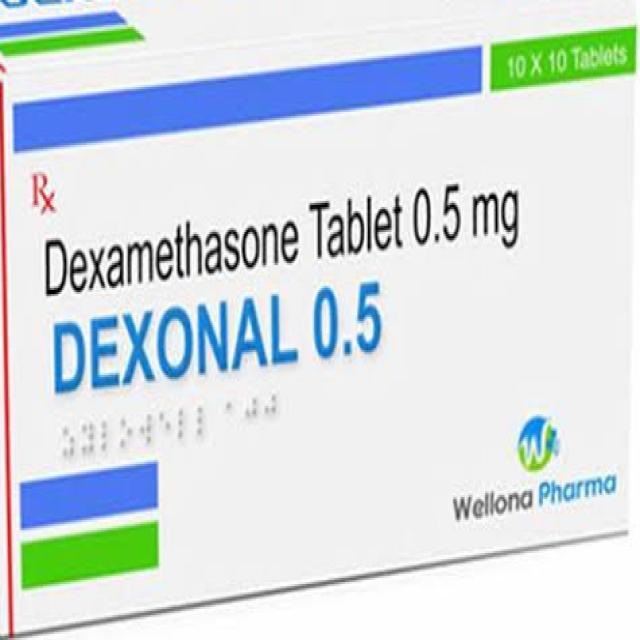 10 X 10 Tablets
Rx
Dexamethasone Tablet 0.5 mg
DEXONAL 0.5
Wellona Pharma